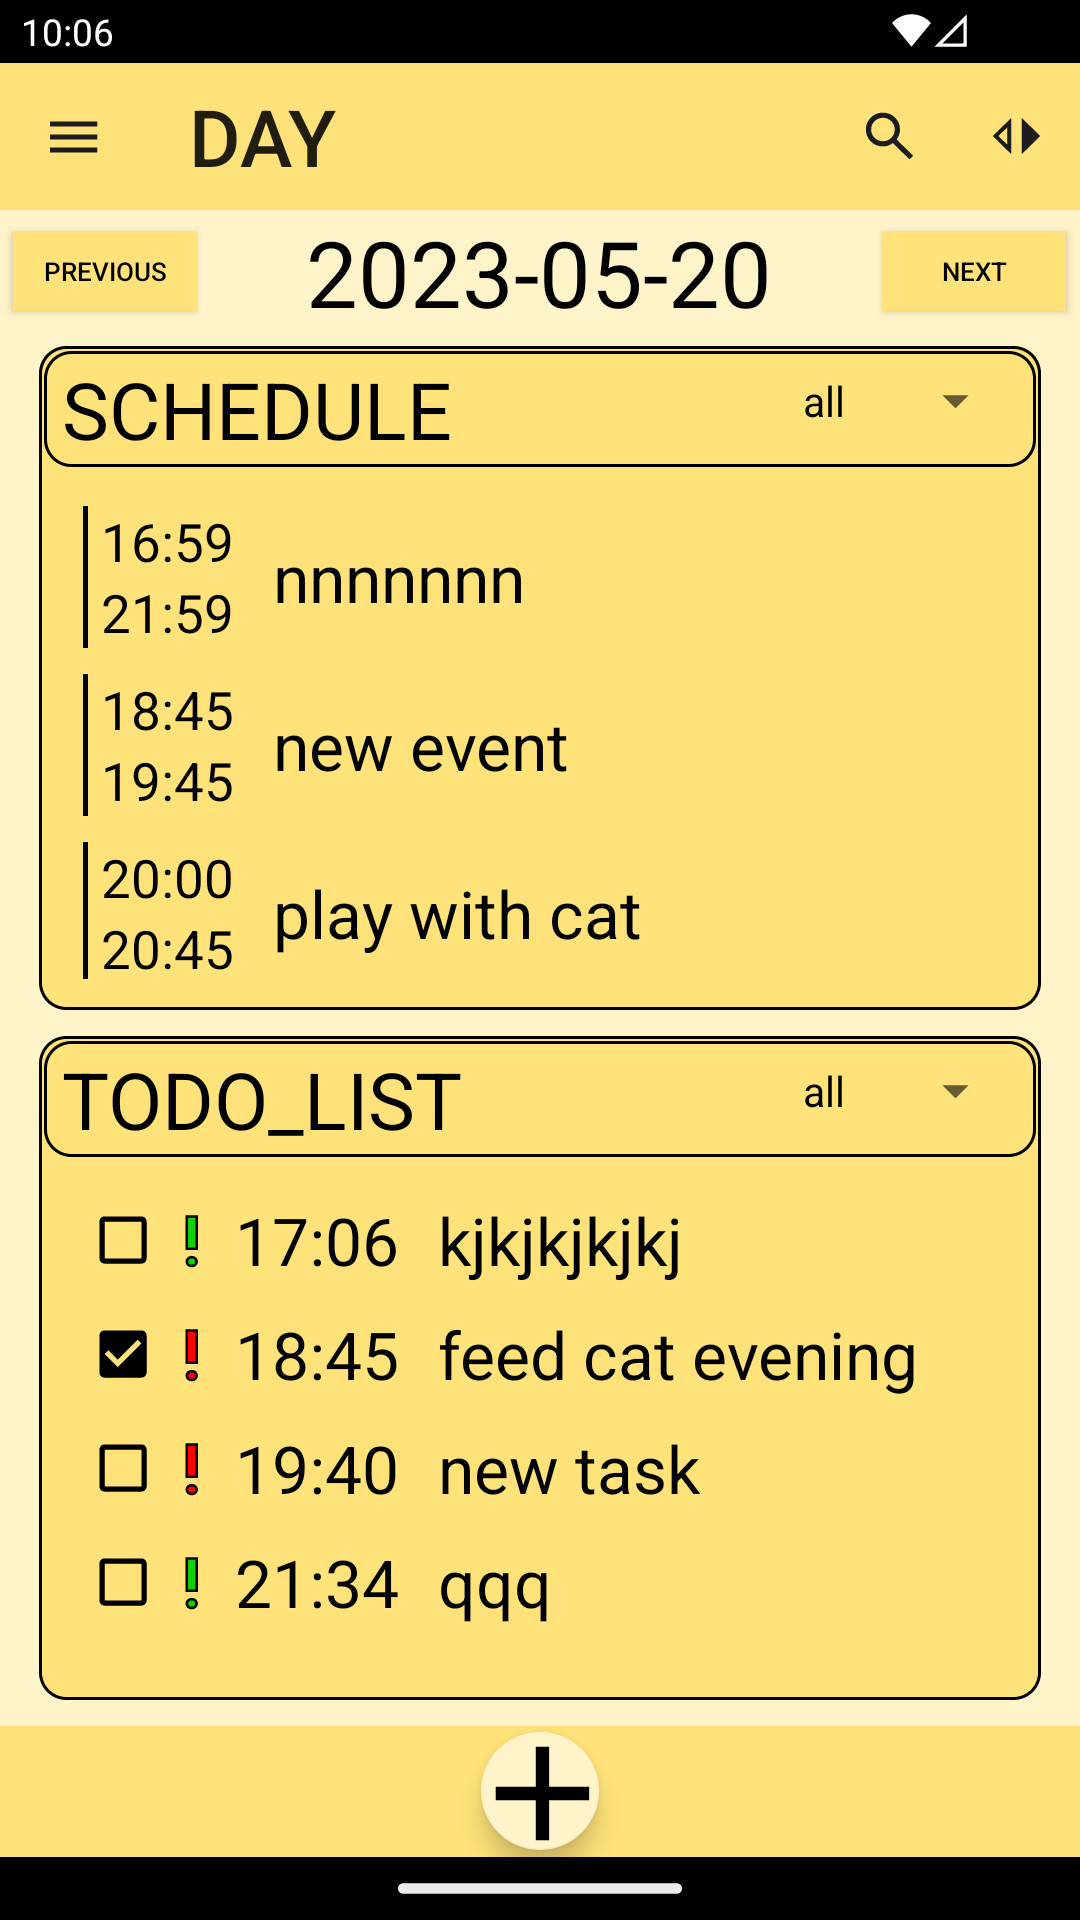 10:06
DAY
PREVIOUS 2023-05-20 NEXT
SCHEDULE all
16:59
21:59
nnnnnnn
18:45
19:45
new event
20:00
20:45
play with cat
TODO_LIST all
17:06 kjkjkjkjkj
18:45 feed cat evening
19:40 new task
21:34 qqq